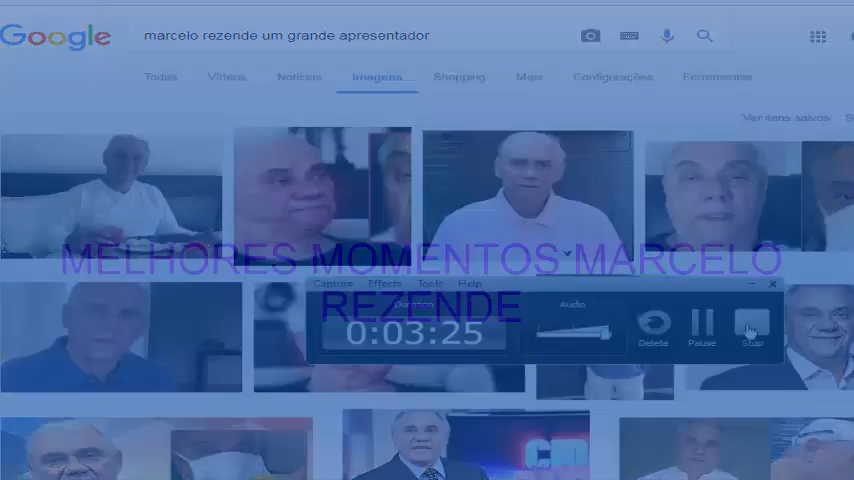 Google
marcelo rezende um grande apresentador
Todas Vídeos Notícias Imagens Shopping Mais Configurações Ferramentas
Ver itens salvos
MELHORES MOMENTOS MARCELO
REZENDE
Capture Effects Tools Help
Duration
Audio
0:03:25
Delete Pause Stop